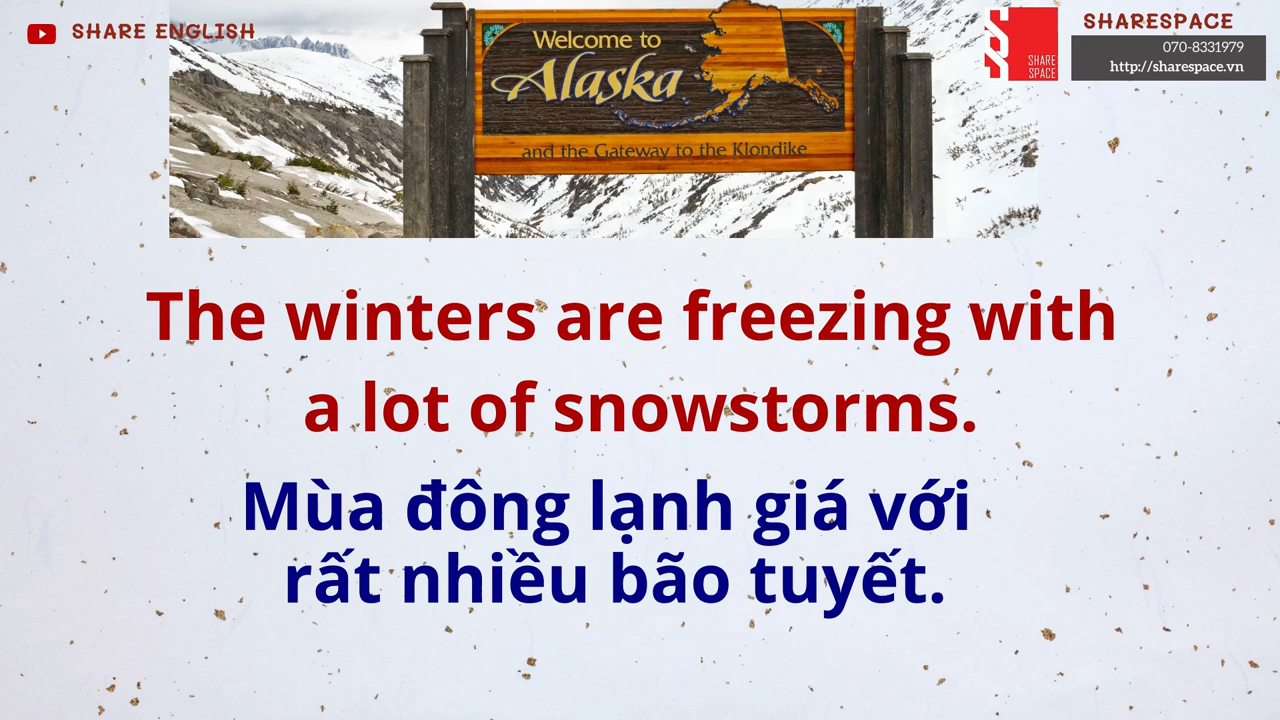 SHARE ENGLISH
Welcome to
Alaska
and the Gateway to the Klondike
SHARE
SPACE
SHARESPACE
070-8331979
http://sharespace.vn
The winters are freezing with
a lot of snowstorms.
Mùa đông lạnh giá với
rất nhiều bão tuyết.